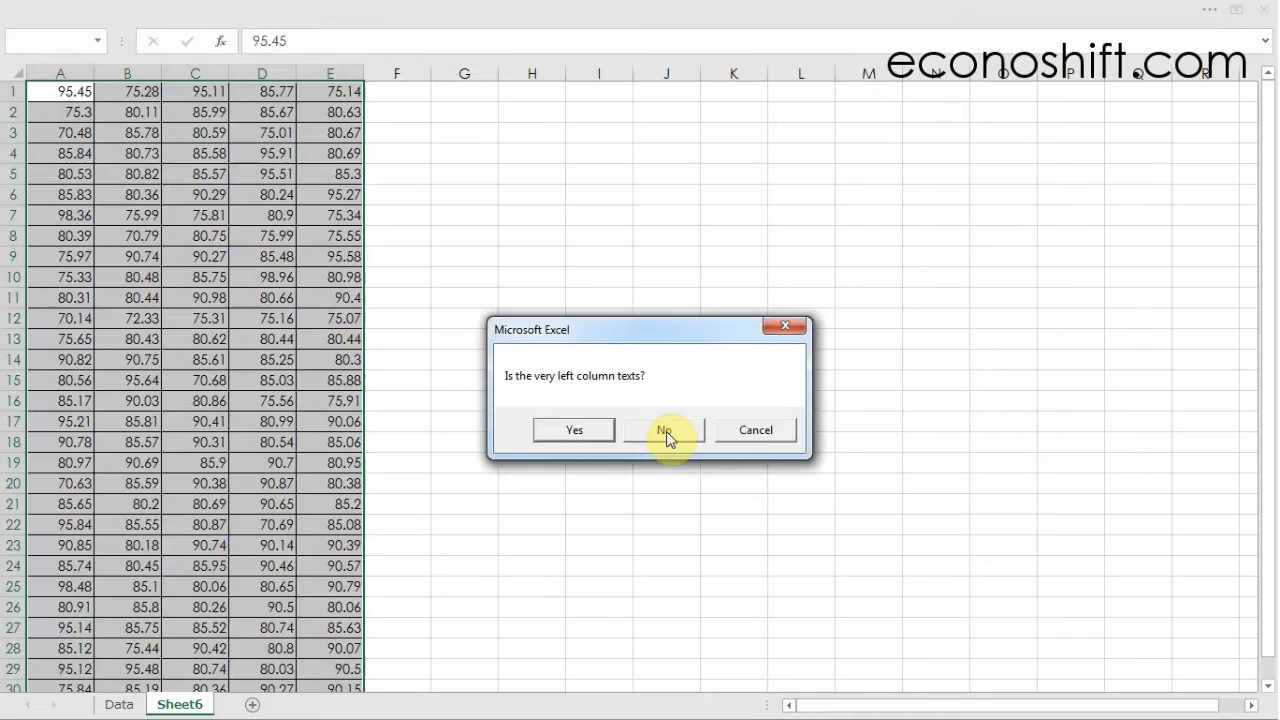 95.45
econoshift.com
A B C D E F G H I J K L M N O P Q R
1 95.45 75.28 95.11 85.77 75.14
2 75.3 80.11 85.99 85.67 80.63
3 70.48 85.78 80.59 75.01 80.67
4 85.84 80.73 85.58 95.91 80.69
5 80.53 80.82 85.57 95.51 85.3
6 85.83 80.36 90.29 80.24 95.27
7 98.36 75.99 75.81 80.9 75.34
8 80.39 70.79 80.75 75.99 75.55
9 75.97 90.74 90.27 85.48 95.58
10 75.33 80.48 85.75 98.96 80.98
11 80.31 80.44 90.98 80.66 90.4
12 70.14 72.33 75.31 75.16 75.07
13 75.65 80.43 80.62 80.44 80.44
14 90.82 90.75 85.61 85.25 80.3
15 80.56 95.64 70.68 85.03 85.88
16 85.17 90.03 80.86 75.56 75.91
17 95.21 85.81 90.41 80.99 90.06
18 90.78 85.57 90.31 80.54 85.06
19 80.97 90.69 85.9 90.7 80.95
20 70.63 85.59 90.38 90.87 80.38
21 85.65 80.2 80.69 90.65 85.2
22 95.84 85.55 80.87 70.69 85.08
23 90.85 80.18 90.74 90.14 90.39
24 85.74 80.45 85.95 90.46 90.57
25 98.48 85.1 80.06 80.65 90.79
26 80.91 85.8 80.26 90.5 80.06
27 95.14 85.75 85.52 80.74 85.63
28 85.12 75.44 90.42 80.8 90.07
29 95.12 95.48 80.74 80.03 90.5
30 75.84 85.19 80.36 90.27 90.15
Microsoft Excel
Is the very left column texts?
Yes No Cancel
Data Sheet6